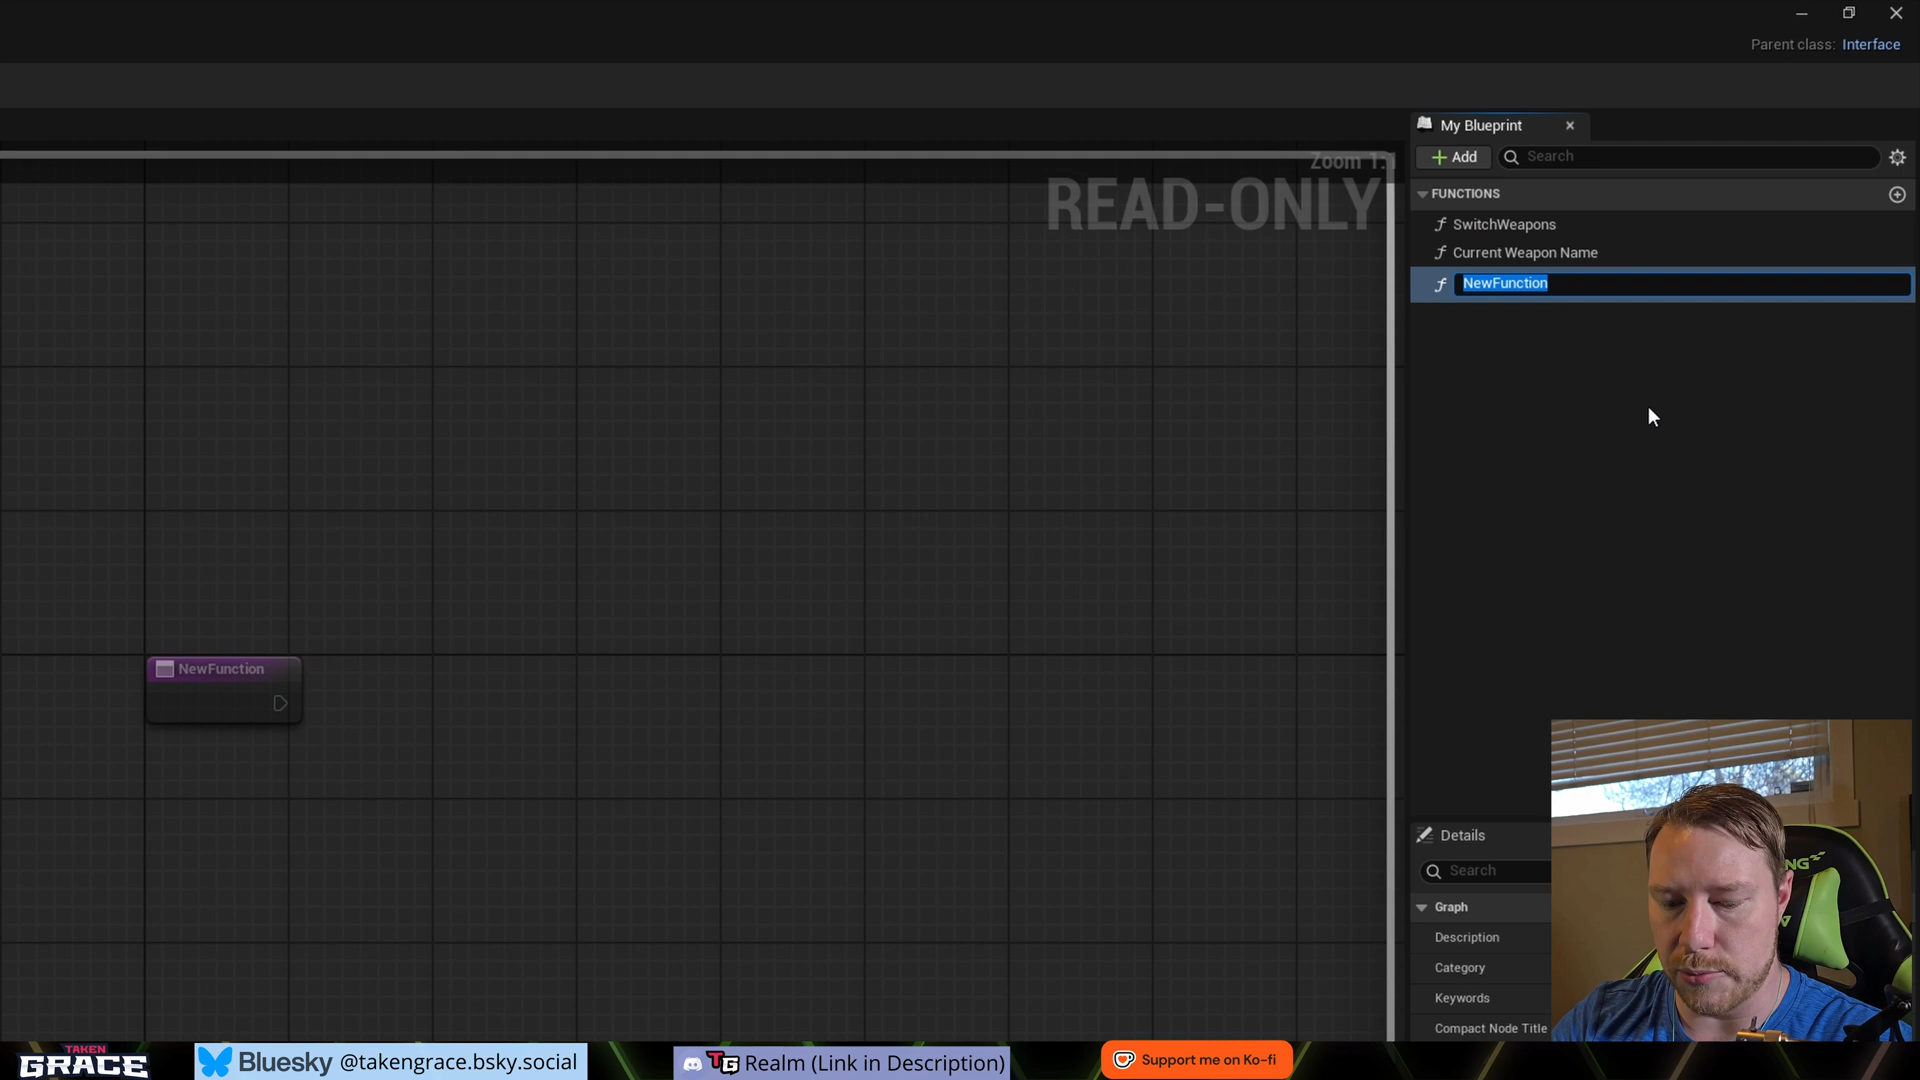 Parent class: Interface
My Blueprint
Add
Search
Zoom 1:1
READ-ONLY
FUNCTIONS
SwitchWeapons
Current Weapon Name
NewFunction
NewFunction
Details
Search
Graph
Description
Category
Keywords
Compact Node Title
NG
TAKEN
GRACE
Bluesky @takengrace.bsky.social
TG Realm (Link in Description)
Support me on Ko-fi